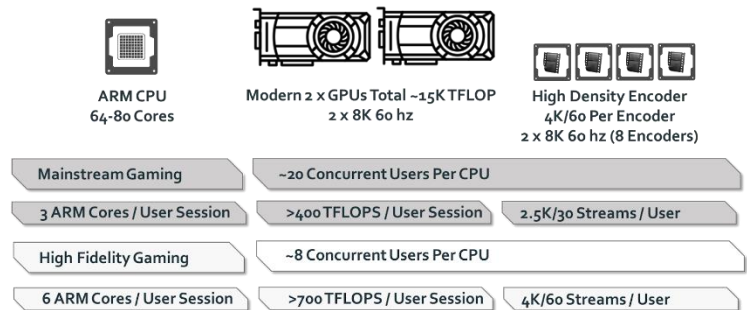 ARM CPU
64-80 Cores
Modern 2 x GPUs Total ~15K TFLOP
2 x 8K 60 hz
High Density Encoder
4K/60 Per Encoder
2 x 8K 60 hz (8 Encoders)
Mainstream Gaming
~20 Concurrent Users Per CPU
3 ARM Cores / User Session
>400 TFLOPS / User Session
2.5K/30 Streams / User
High Fidelity Gaming
~8 Concurrent Users Per CPU
6 ARM Cores / User Session
>700 TFLOPS / User Session
4K/60 Streams / User